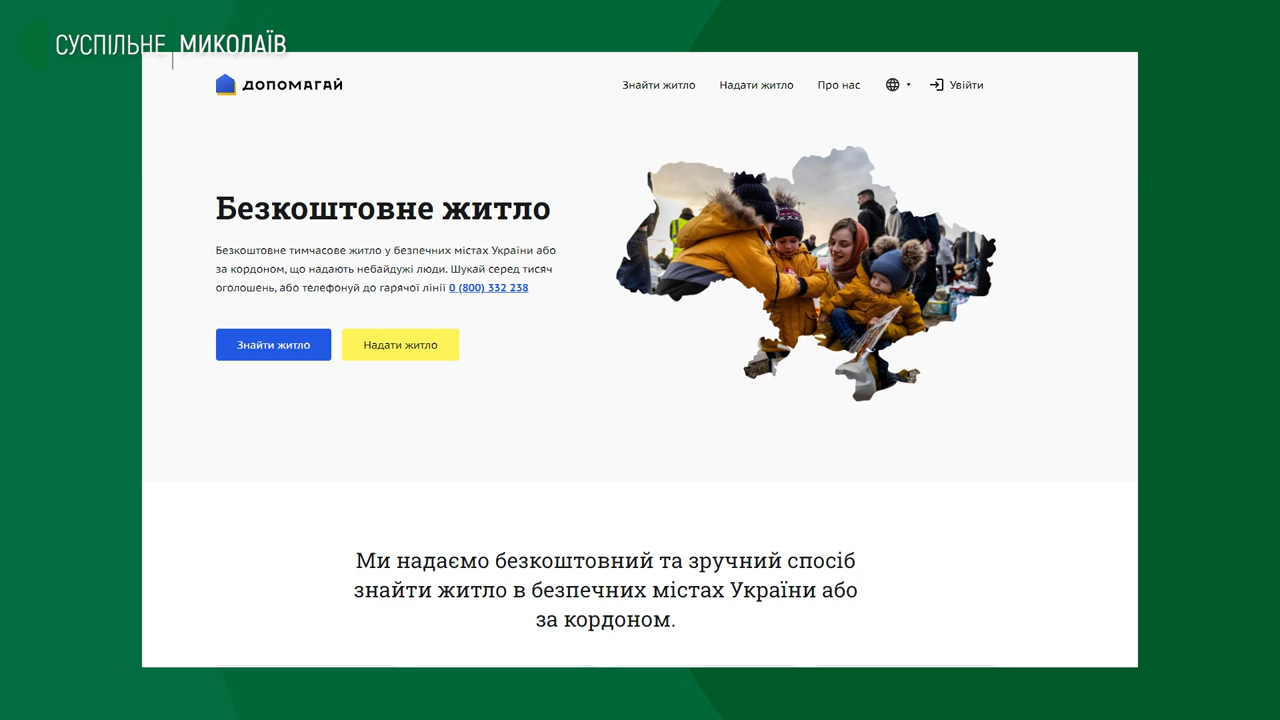 СУСПІЛЬНЕ МИКОЛАЇВ
ДОПОМАГАЙ
Знайти житло Надати житло Про нас Увійти
Безкоштовне житло
Безкоштовне тимчасове житло у безпечних містах України або
за кордоном, що надають небайдужі люди. Шукай серед тисяч
оголошень, або телефонуй до гарячої лінії 0 (800) 332 238
Знайти житло Надати житло
Ми надаємо безкоштовний та зручний спосіб
знайти житло в безпечних містах України або
за кордоном.